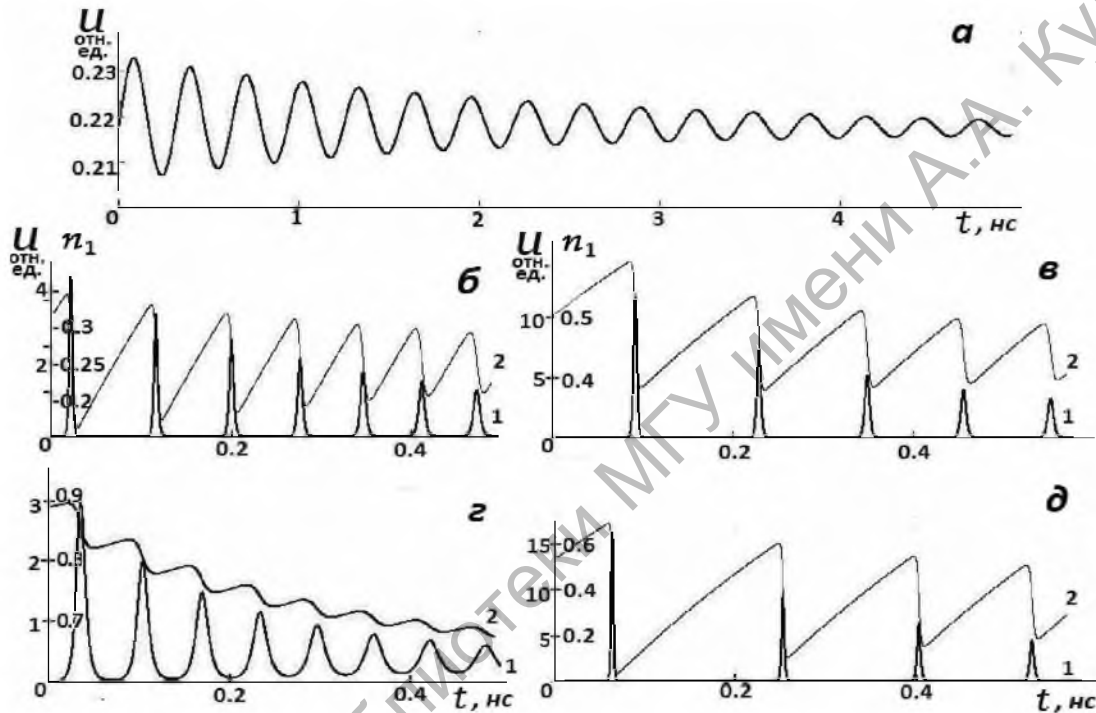 u
отн.
ед.
а
0.23
0.22
0.21
0 1 2 3 4 t, нс
u n₁
отн.
ед.
б
4
0.3
2
0.25
0.2
2
1
0 0.2 0.4
u n₁
отн.
ед.
в
10 0.5
5 0.4
2
1
0 0.2 0.4
г
3 0.9
2 0.8
1 0.7
2
1
0 0.2 0.4 t, нс
д
15 0.6
10 0.4
5 0.2
2
1
0 0.2 0.4 t, нс
блиотеки МГУ имени А.А. Ку